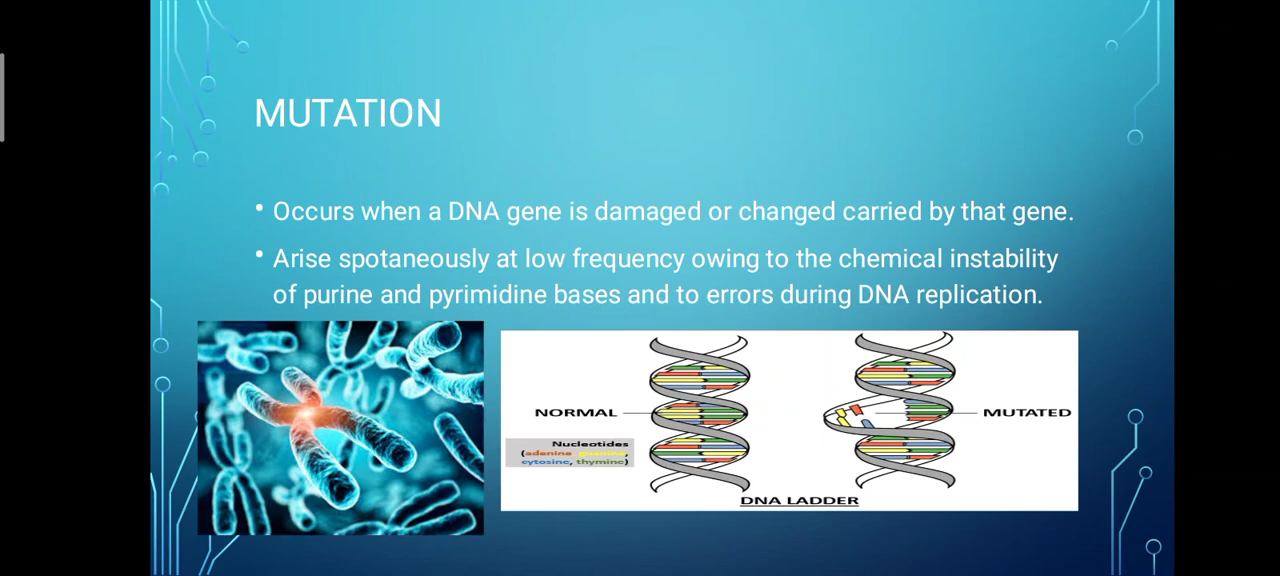 MUTATION
• Occurs when a DNA gene is damaged or changed carried by that gene.
• Arise spotaneously at low frequency owing to the chemical instability
of purine and pyrimidine bases and to errors during DNA replication.
NORMAL
MUTATED
Nucleotides
(adenine, guanine,
cytosine, thymine)
DNA LADDER